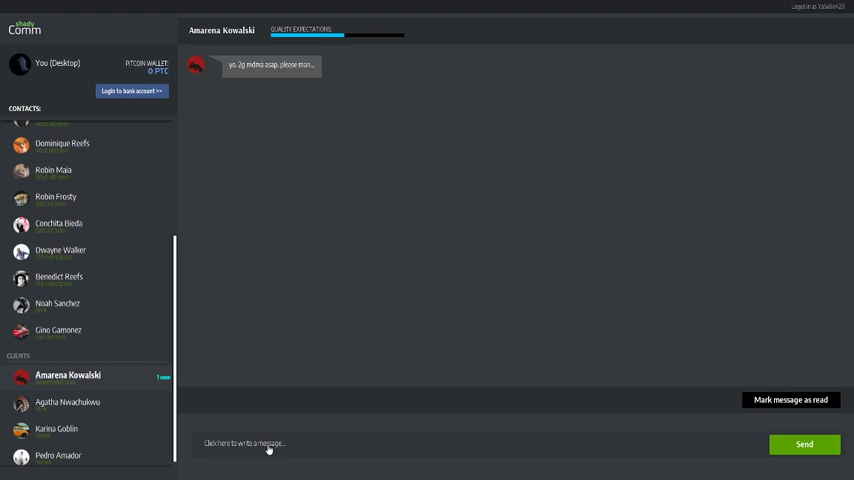 Logged in as YaSellin420
shady
Comm
You (Desktop)
PITCOIN WALLET:
0 PTC
Login to bank account >>
CONTACTS:
Dominique Reefs
Robin Maia
Robin Frosty
Conchita Bieda
Dwayne Walker
Benedict Reefs
Noah Sanchez
Gino Gamonez
CLIENTS
Amarena Kowalski
1 new
Agatha Nwachukwu
Karina Goblin
Pedro Amador
Amarena Kowalski
QUALITY EXPECTATIONS:
yo. 2g mdma asap. please man...
Mark message as read
Click here to write a message...
Send